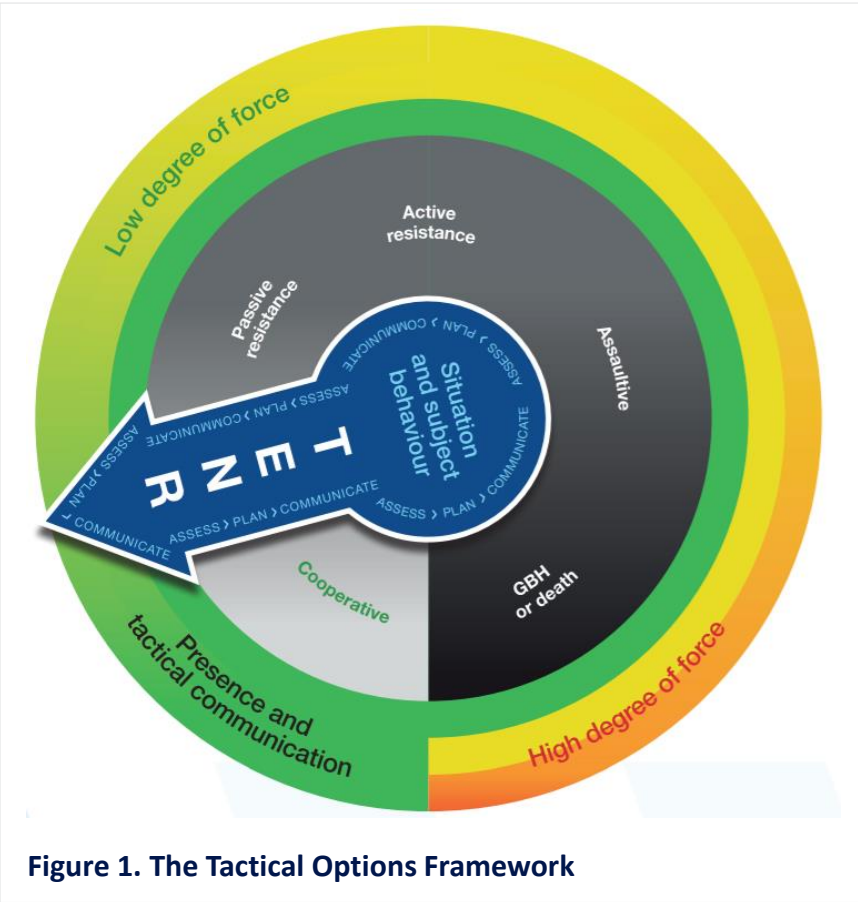 Low degree of force
Active
resistance
Passive
resistance
Assaultive
ASSESS › PLAN › COMMUNICATE
Situation
and subject
behaviour
ASSESS › PLAN › COMMUNICATE
ASSESS › PLAN › COMMUNICATE
TENR
ASSESS › PLAN › COMMUNICATE
ASSESS › PLAN › COMMUNICATE
Cooperative
GBH
or death
Presence and
tactical communication
High degree of force
Figure 1. The Tactical Options Framework